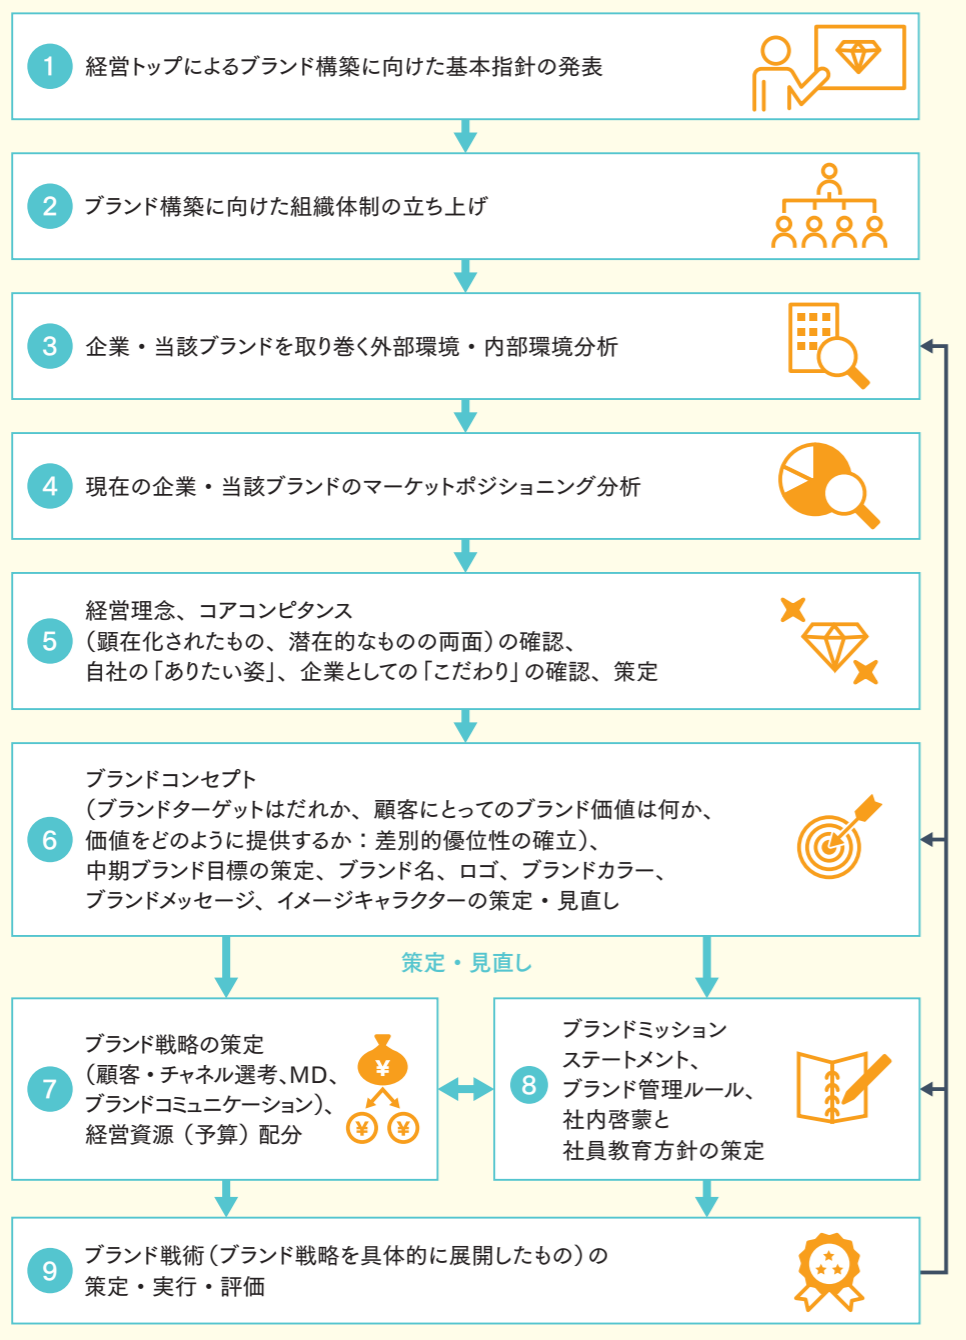 1 経営トップによるブランド構築に向けた基本指針の発表
2 ブランド構築に向けた組織体制の立ち上げ
3 企業・当該ブランドを取り巻く外部環境・内部環境分析
4 現在の企業・当該ブランドのマーケットポジショニング分析
5 経営理念、コアコンピタンス
(顕在化されたもの、潜在的なものの両面)の確認、
自社の「ありたい姿」、企業としての「こだわり」の確認、策定
6 ブランドコンセプト
(ブランドターゲットはだれか、顧客にとってのブランド価値は何か、
価値をどのように提供するか:差別的優位性の確立)、
中期ブランド目標の策定、ブランド名、ロゴ、ブランドカラー、
ブランドメッセージ、イメージキャラクターの策定・見直し
策定・見直し
7 ブランド戦略の策定
(顧客・チャネル選考、MD、
ブランドコミュニケーション)、
経営資源(予算)配分
¥
¥ ¥
8 ブランドミッション
ステートメント、
ブランド管理ルール、
社内啓蒙と
社員教育方針の策定
9 ブランド戦術(ブランド戦略を具体的に展開したもの)の
策定・実行・評価